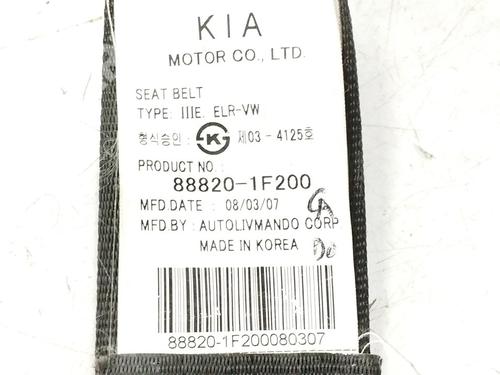 KIA
MOTOR CO., LTD.
SEAT BELT
TYPE: IIIE. ELR-VW
형식승인 : K 제03 - 4125호
PRODUCT NO.:
88820-1F200
MFD.DATE : 08/03/07
MFD.BY : AUTOLIVMANDO CORP.
MADE IN KOREA
88820-1F200080307